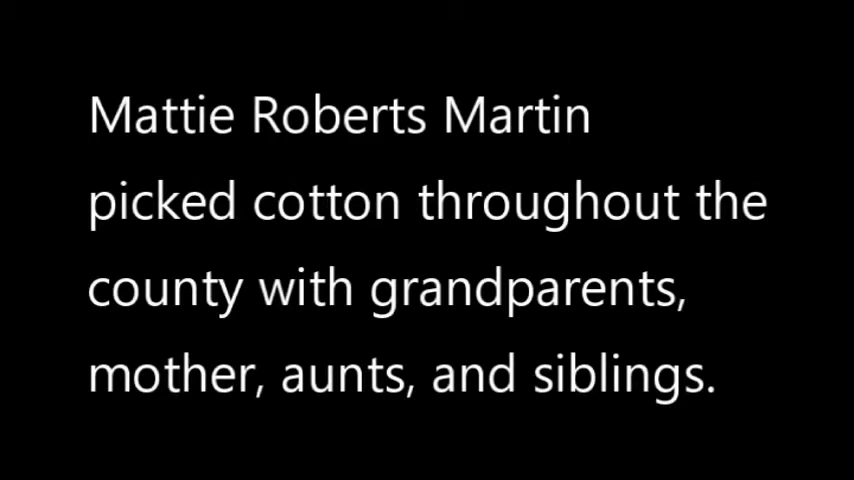 Mattie Roberts Martin
picked cotton throughout the
county with grandparents,
mother, aunts, and siblings.